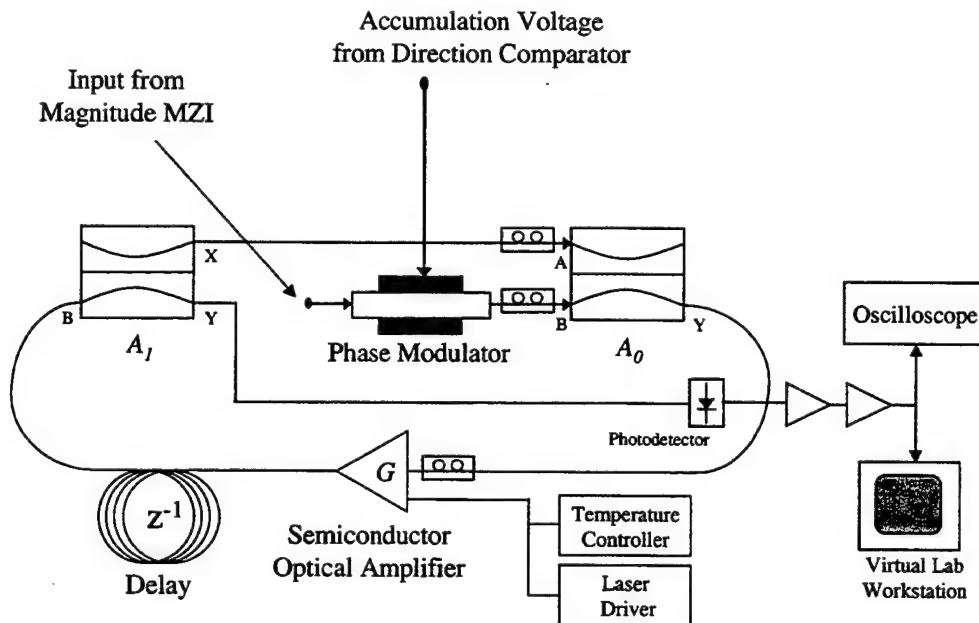 Accumulation Voltage
from Direction Comparator
Input from
Magnitude MZI
X
A
B
Y
B
Y
A1
Phase Modulator
A0
Oscilloscope
Photodetector
G
Z-1
Semiconductor
Optical Amplifier
Delay
Temperature
Controller
Laser
Driver
Virtual Lab
Workstation